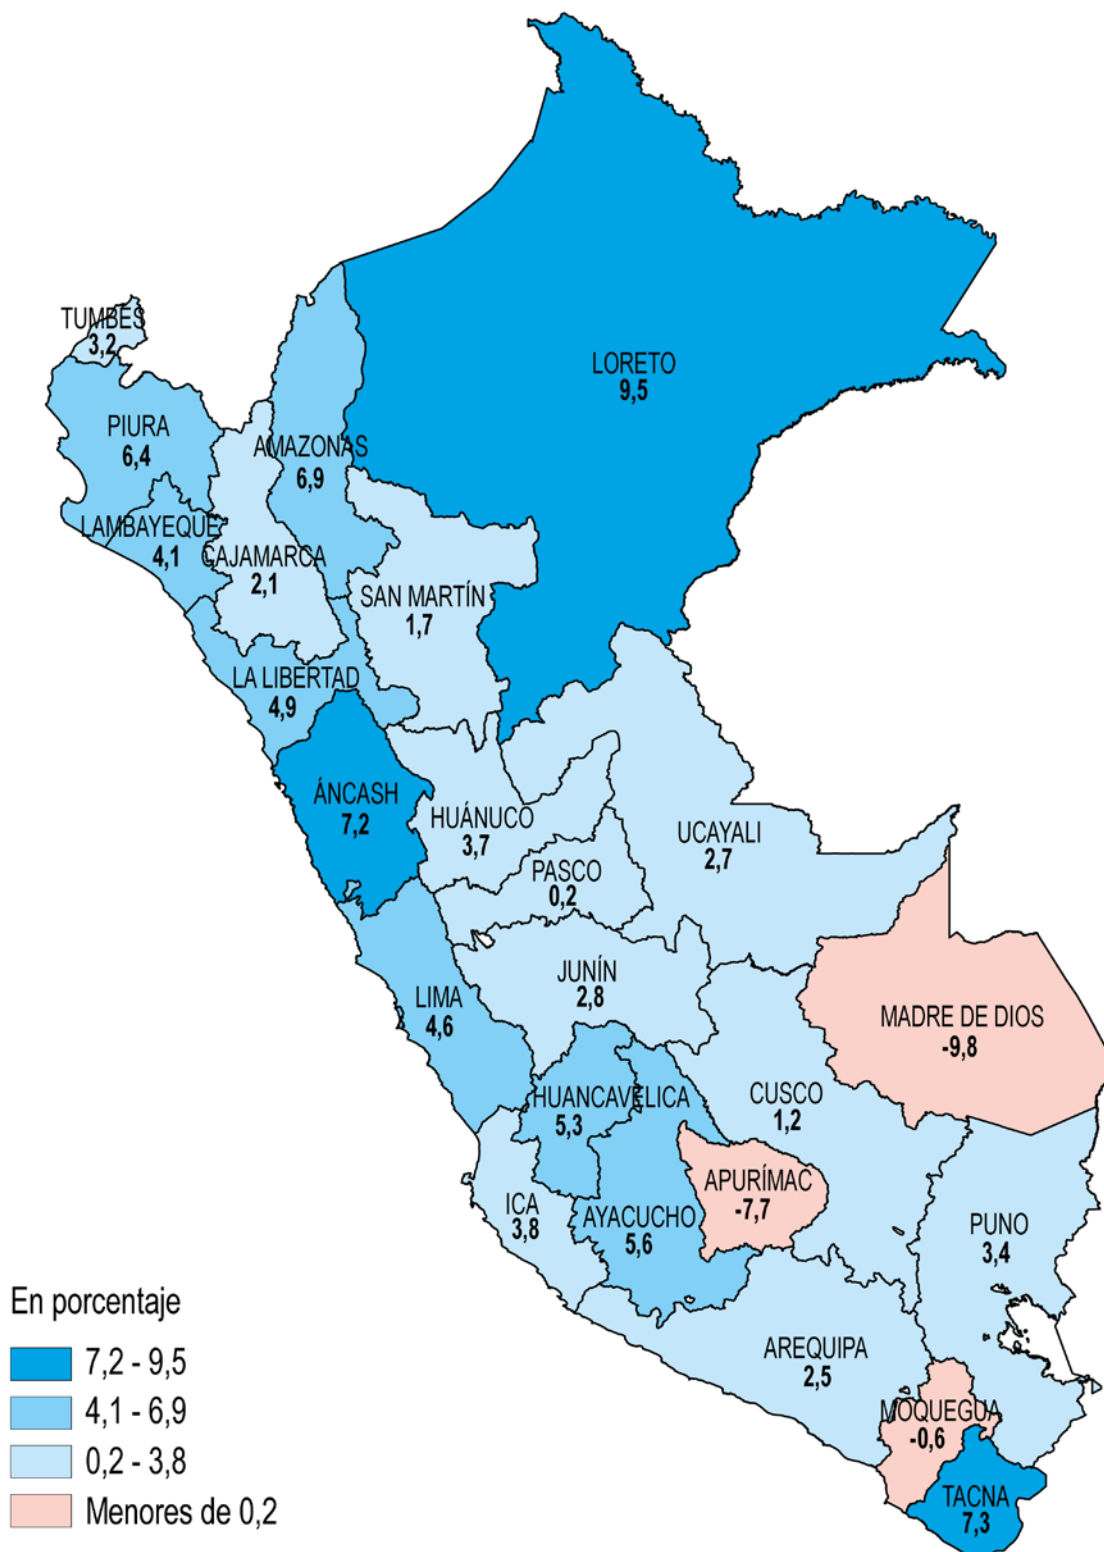 TUMBES
3,2
LORETO
9,5
PIURA
6,4
AMAZONAS
6,9
LAMBAYEQUE
4,1
CAJAMARCA
2,1
SAN MARTÍN
1,7
LA LIBERTAD
4,9
ÁNCASH
7,2
HUÁNUCO
3,7
UCAYALI
2,7
PASCO
0,2
JUNÍN
2,8
LIMA
4,6
MADRE DE DIOS
-9,8
HUANCAVELICA
5,3
CUSCO
1,2
APURÍMAC
-7,7
ICA
3,8
AYACUCHO
5,6
PUNO
3,4
AREQUIPA
2,5
MOQUEGUA
-0,6
TACNA
7,3
En porcentaje
7,2 - 9,5
4,1 - 6,9
0,2 - 3,8
Menores de 0,2